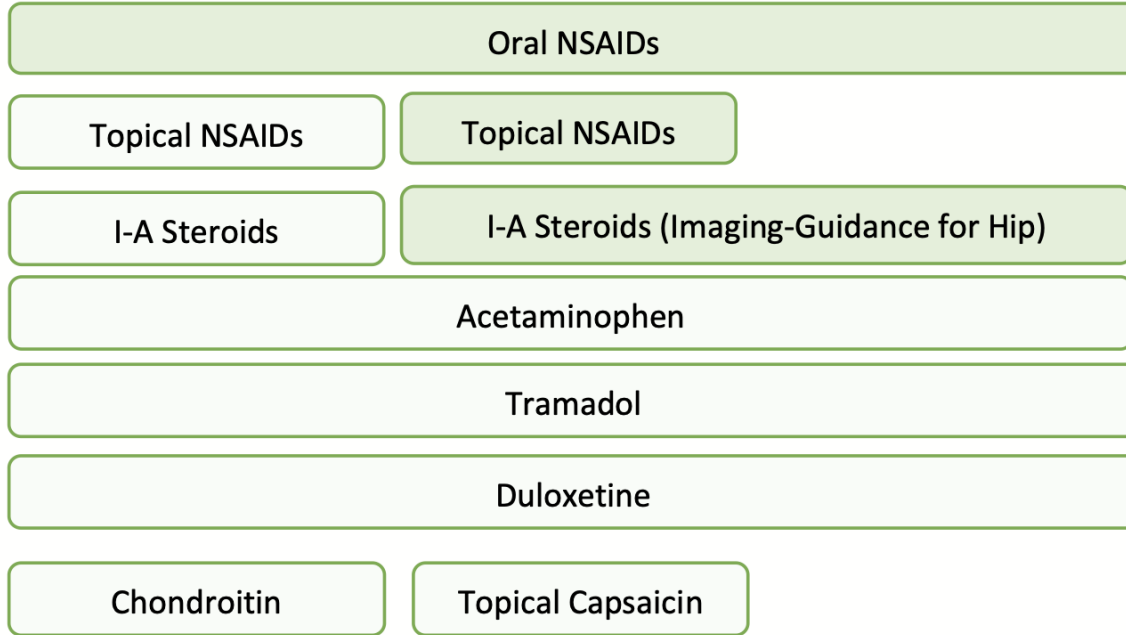 Oral NSAIDs
Topical NSAIDs
Topical NSAIDs
I-A Steroids
I-A Steroids (Imaging-Guidance for Hip)
Acetaminophen
Tramadol
Duloxetine
Chondroitin
Topical Capsaicin